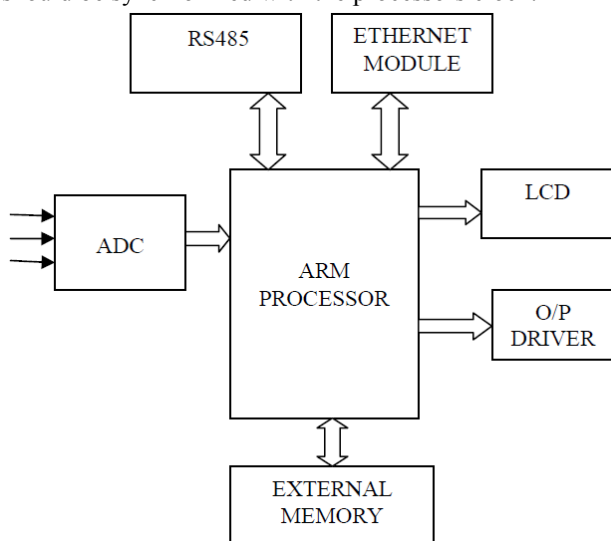 RS485
ETHERNET
MODULE
LCD
ADC
ARM
PROCESSOR
O/P
DRIVER
EXTERNAL
MEMORY